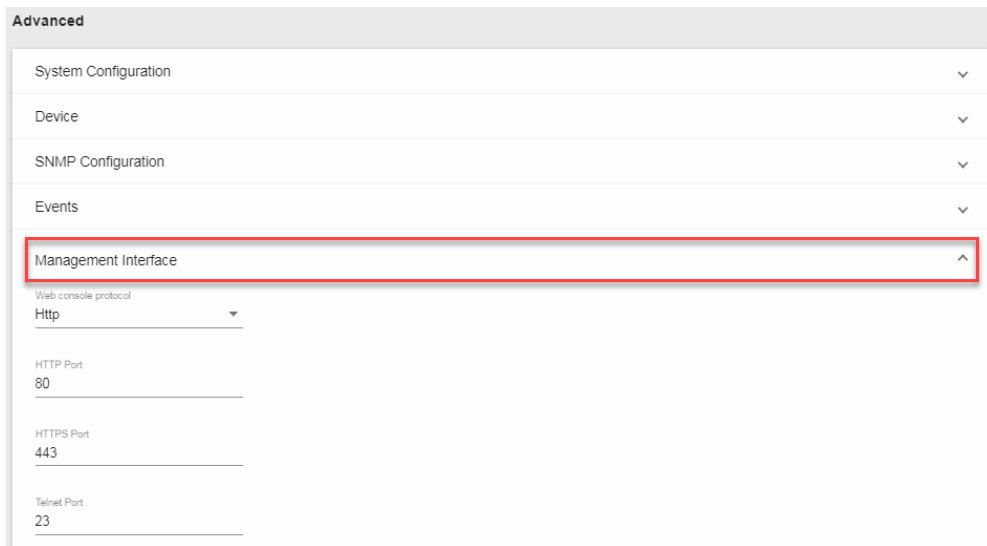 Advanced
System Configuration
Device
SNMP Configuration
Events
Management Interface
Web console protocol
Http
HTTP Port
80
HTTPS Port
443
Telnet Port
23